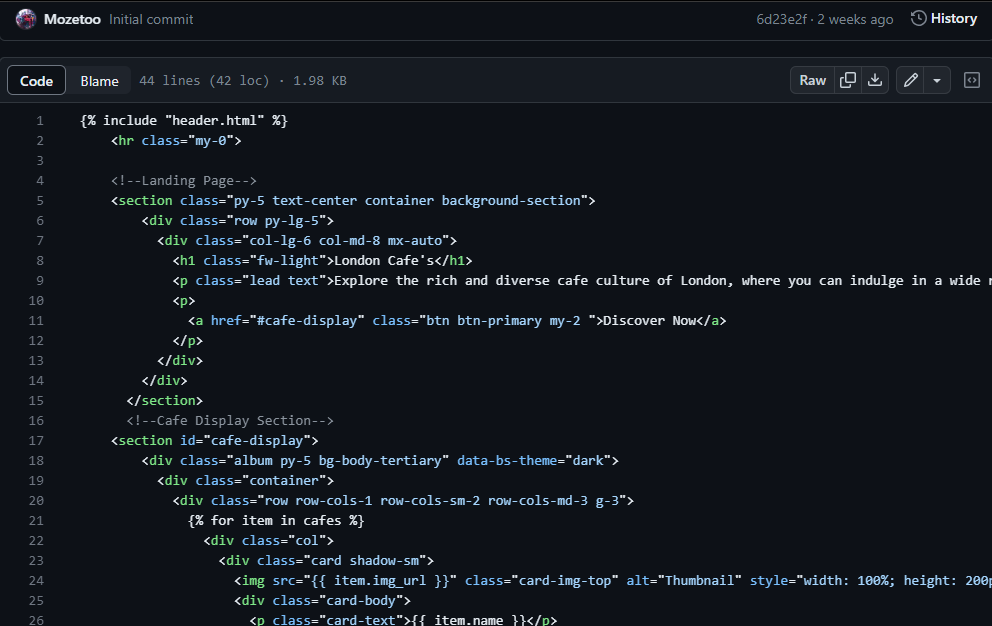 Mozetoo Initial commit 6d23e2f · 2 weeks ago History
Code Blame 44 lines (42 loc) · 1.98 KB Raw
1 {% include "header.html" %}
2 <hr class="my-0">
3
4 <!--Landing Page-->
5 <section class="py-5 text-center container background-section">
6 <div class="row py-lg-5">
7 <div class="col-lg-6 col-md-8 mx-auto">
8 <h1 class="fw-light">London Cafe's</h1>
9 <p class="lead text">Explore the rich and diverse cafe culture of London, where you can indulge in a wide
10 <p>
11 <a href="#cafe-display" class="btn btn-primary my-2 ">Discover Now</a>
12 </p>
13 </div>
14 </div>
15 </section>
16 <!--Cafe Display Section-->
17 <section id="cafe-display">
18 <div class="album py-5 bg-body-tertiary" data-bs-theme="dark">
19 <div class="container">
20 <div class="row row-cols-1 row-cols-sm-2 row-cols-md-3 g-3">
21 {% for item in cafes %}
22 <div class="col">
23 <div class="card shadow-sm">
24 <img src="{{ item.img_url }}" class="card-img-top" alt="Thumbnail" style="width: 100%; height: 200p
25 <div class="card-body">
26 <p class="card-text">{{ item.name }}</p>